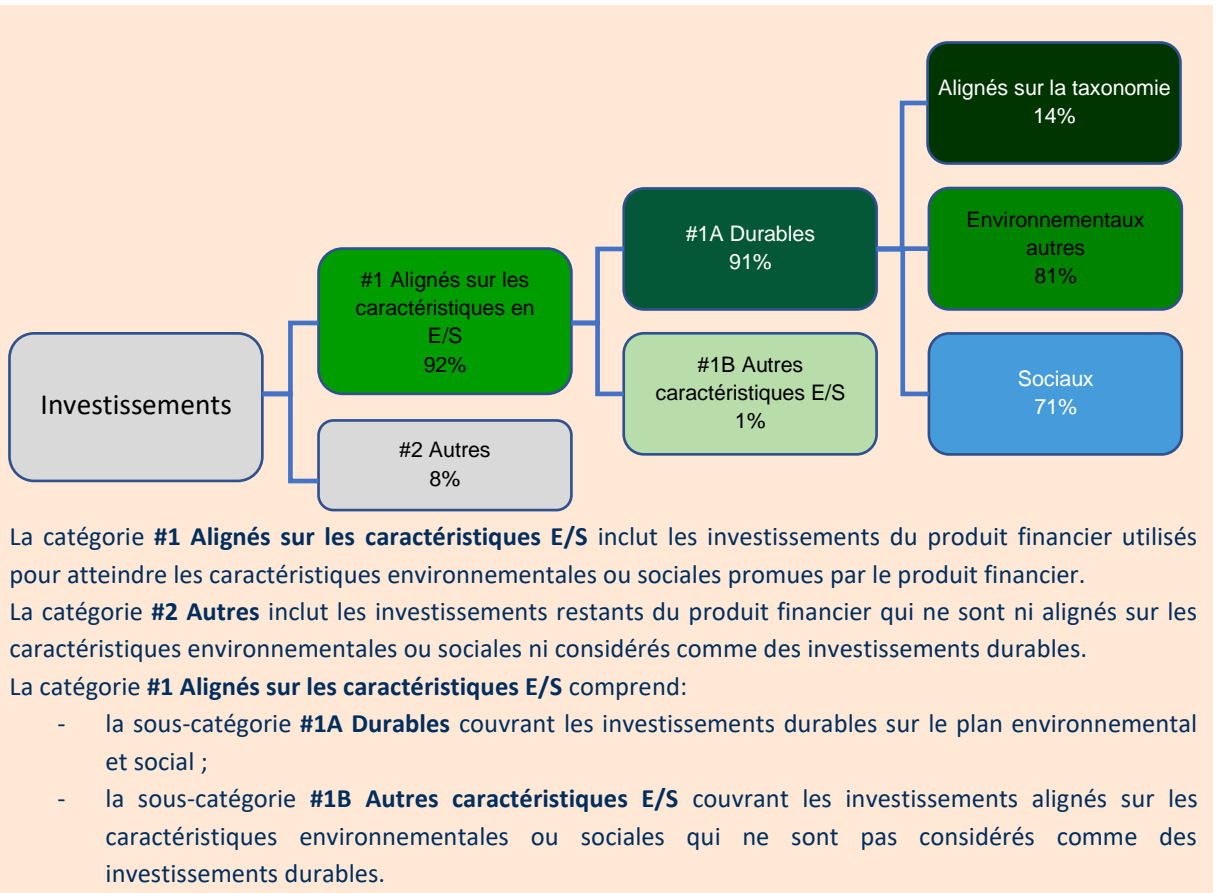 Alignés sur la taxonomie
14%
#1A Durables
91%
Environnementaux
autres
81%
#1 Alignés sur les
caractéristiques en
E/S
92%
#1B Autres
caractéristiques E/S
1%
Sociaux
71%
Investissements
#2 Autres
8%
La catégorie #1 Alignés sur les caractéristiques E/S inclut les investissements du produit financier utilisés
pour atteindre les caractéristiques environnementales ou sociales promues par le produit financier.
La catégorie #2 Autres inclut les investissements restants du produit financier qui ne sont ni alignés sur les
caractéristiques environnementales ou sociales ni considérés comme des investissements durables.
La catégorie #1 Alignés sur les caractéristiques E/S comprend:
- la sous-catégorie #1A Durables couvrant les investissements durables sur le plan environnemental
et social ;
- la sous-catégorie #1B Autres caractéristiques E/S couvrant les investissements alignés sur les
caractéristiques environnementales ou sociales qui ne sont pas considérés comme des
investissements durables.